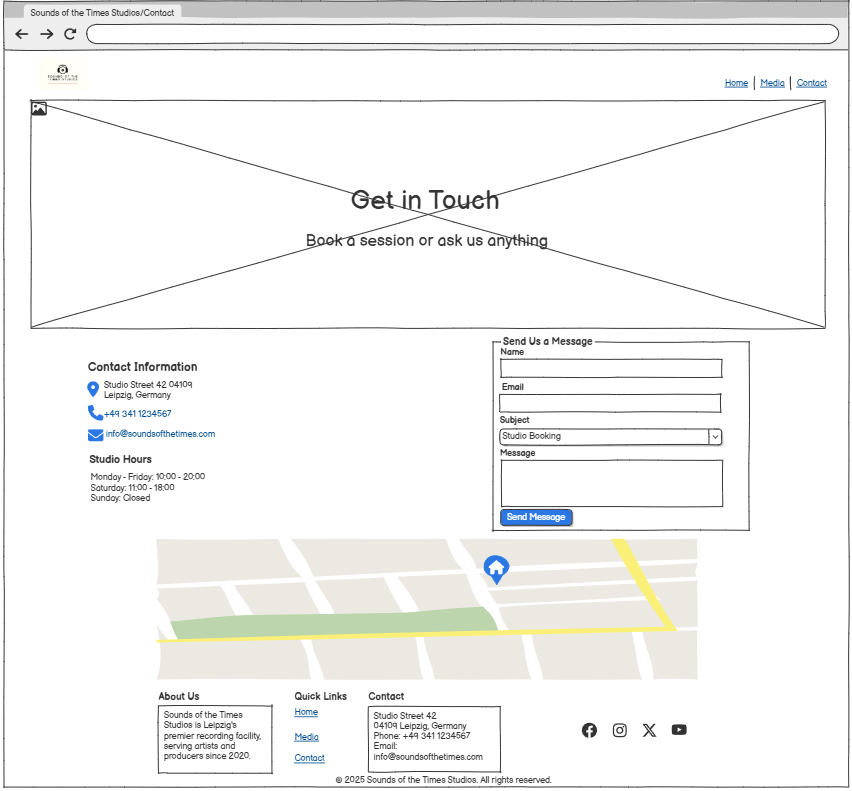 Sounds of the Times Studios/Contact
SOUNDS OF THE
TIMES STUDIOS
Home | Media | Contact
Get in Touch
Book a session or ask us anything
Contact Information
Studio Street 42 04109
Leipzig, Germany
+49 341 1234567
info@soundsofthetimes.com
Studio Hours
Monday - Friday: 10:00 - 20:00
Saturday: 11:00 - 18:00
Sunday: Closed
Send Us a Message
Name
Email
Subject
Studio Booking
Message
Send Message
About Us
Sounds of the Times
Studios is Leipzig's
premier recording facility,
serving artists and
producers since 2020.
Quick Links
Home
Media
Contact
Contact
Studio Street 42
04109 Leipzig, Germany
Phone: +49 341 1234567
Email:
info@soundsofthetimes.com
© 2025 Sounds of the Times Studios. All rights reserved.